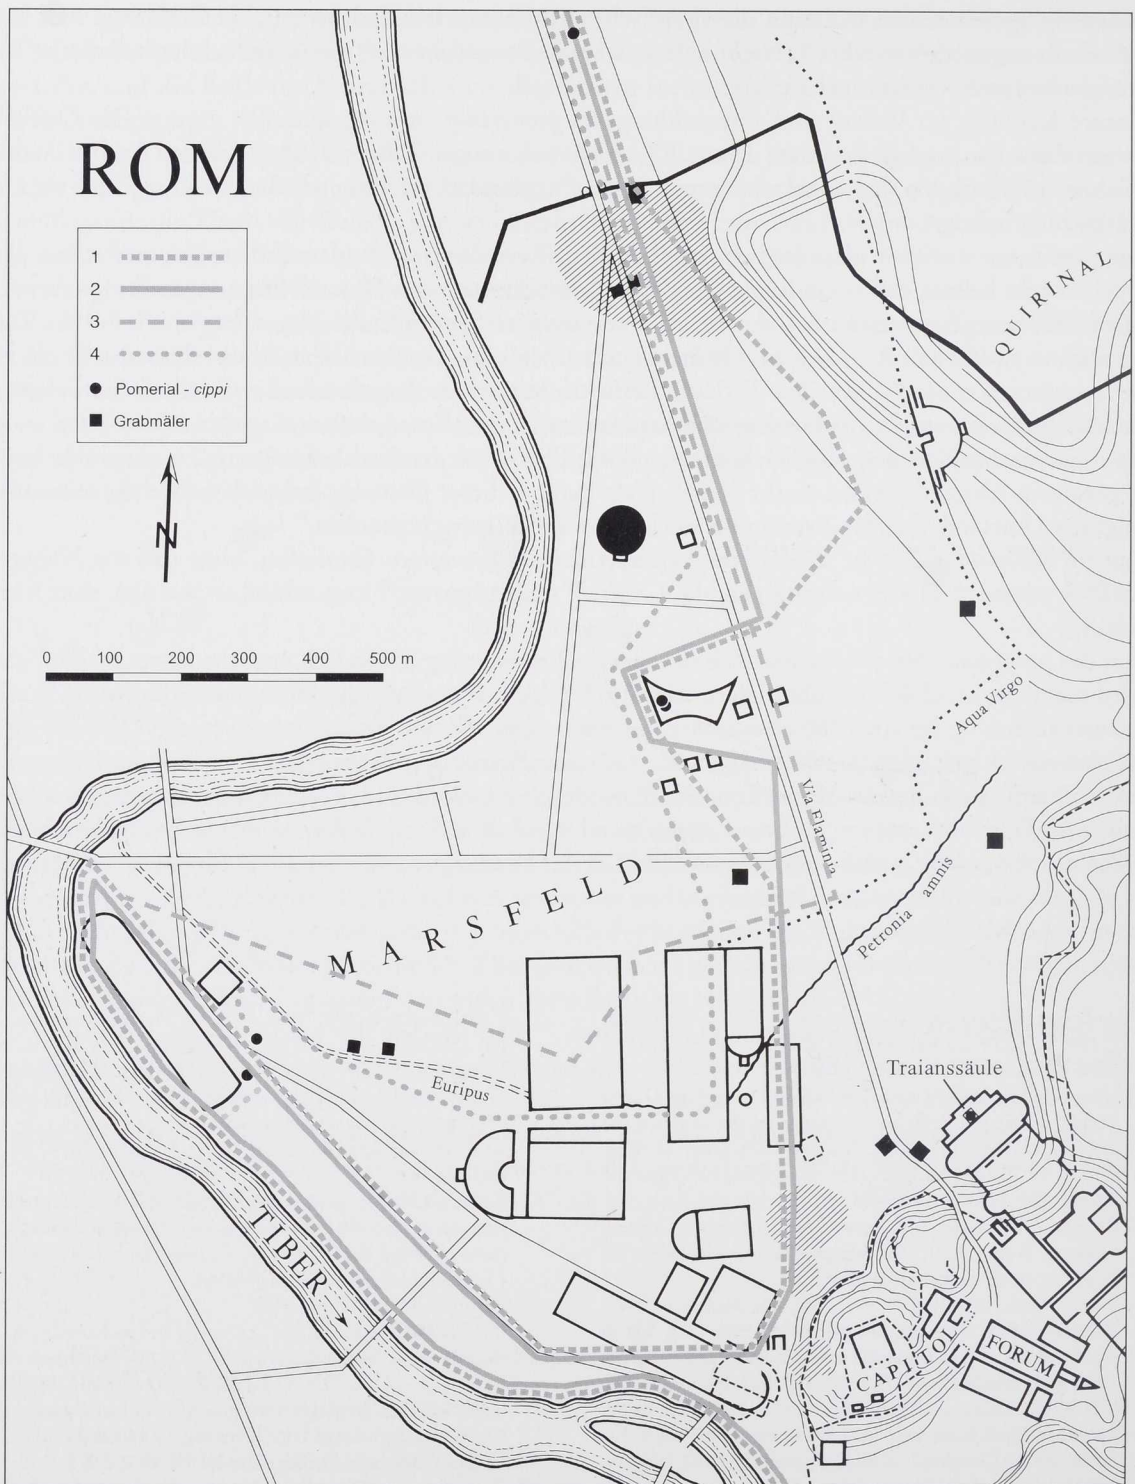 ROM
1
2
3
4
Pomerial - cippi
Grabmäler
N
0 100 200 300 400 500 m
QUIRINAL
Aqua Virgo
Via Flaminia
MARSFELD
Petronia amnis
Euripus
Traianssäule
TIBER
CAPITOL
FORUM